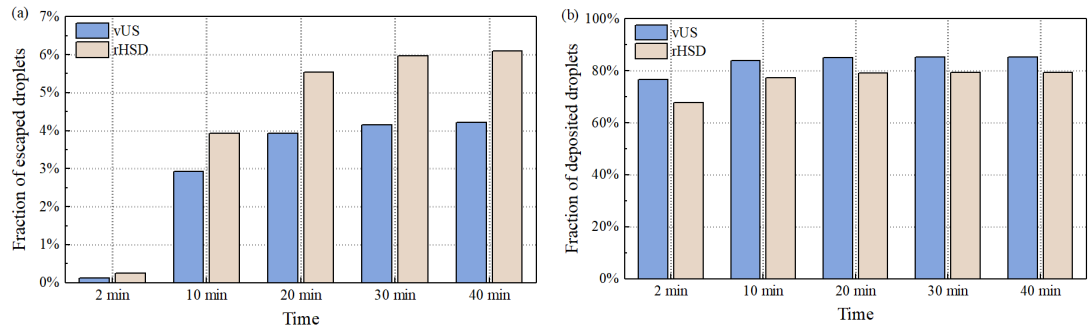 (a)
7%
6%
5%
4%
3%
2%
1%
0%
Fraction of escaped droplets
vUS
rHSD
2 min 10 min 20 min 30 min 40 min
Time
(b)
100%
80%
60%
40%
20%
0%
Fraction of deposited droplets
vUS
rHSD
2 min 10 min 20 min 30 min 40 min
Time